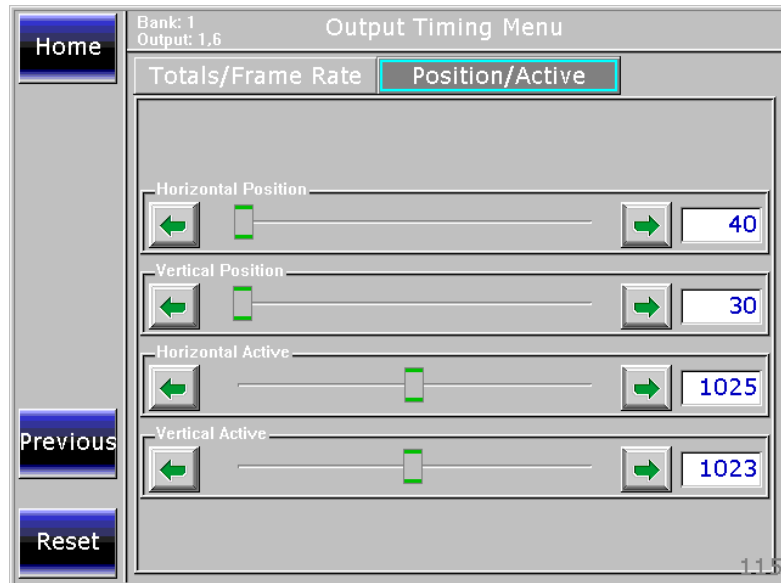 Home
Bank: 1
Output: 1,6
Output Timing Menu
Totals/Frame Rate
Position/Active
Horizontal Position
40
Vertical Position
30
Horizontal Active
1025
Previous
Vertical Active
1023
Reset
115